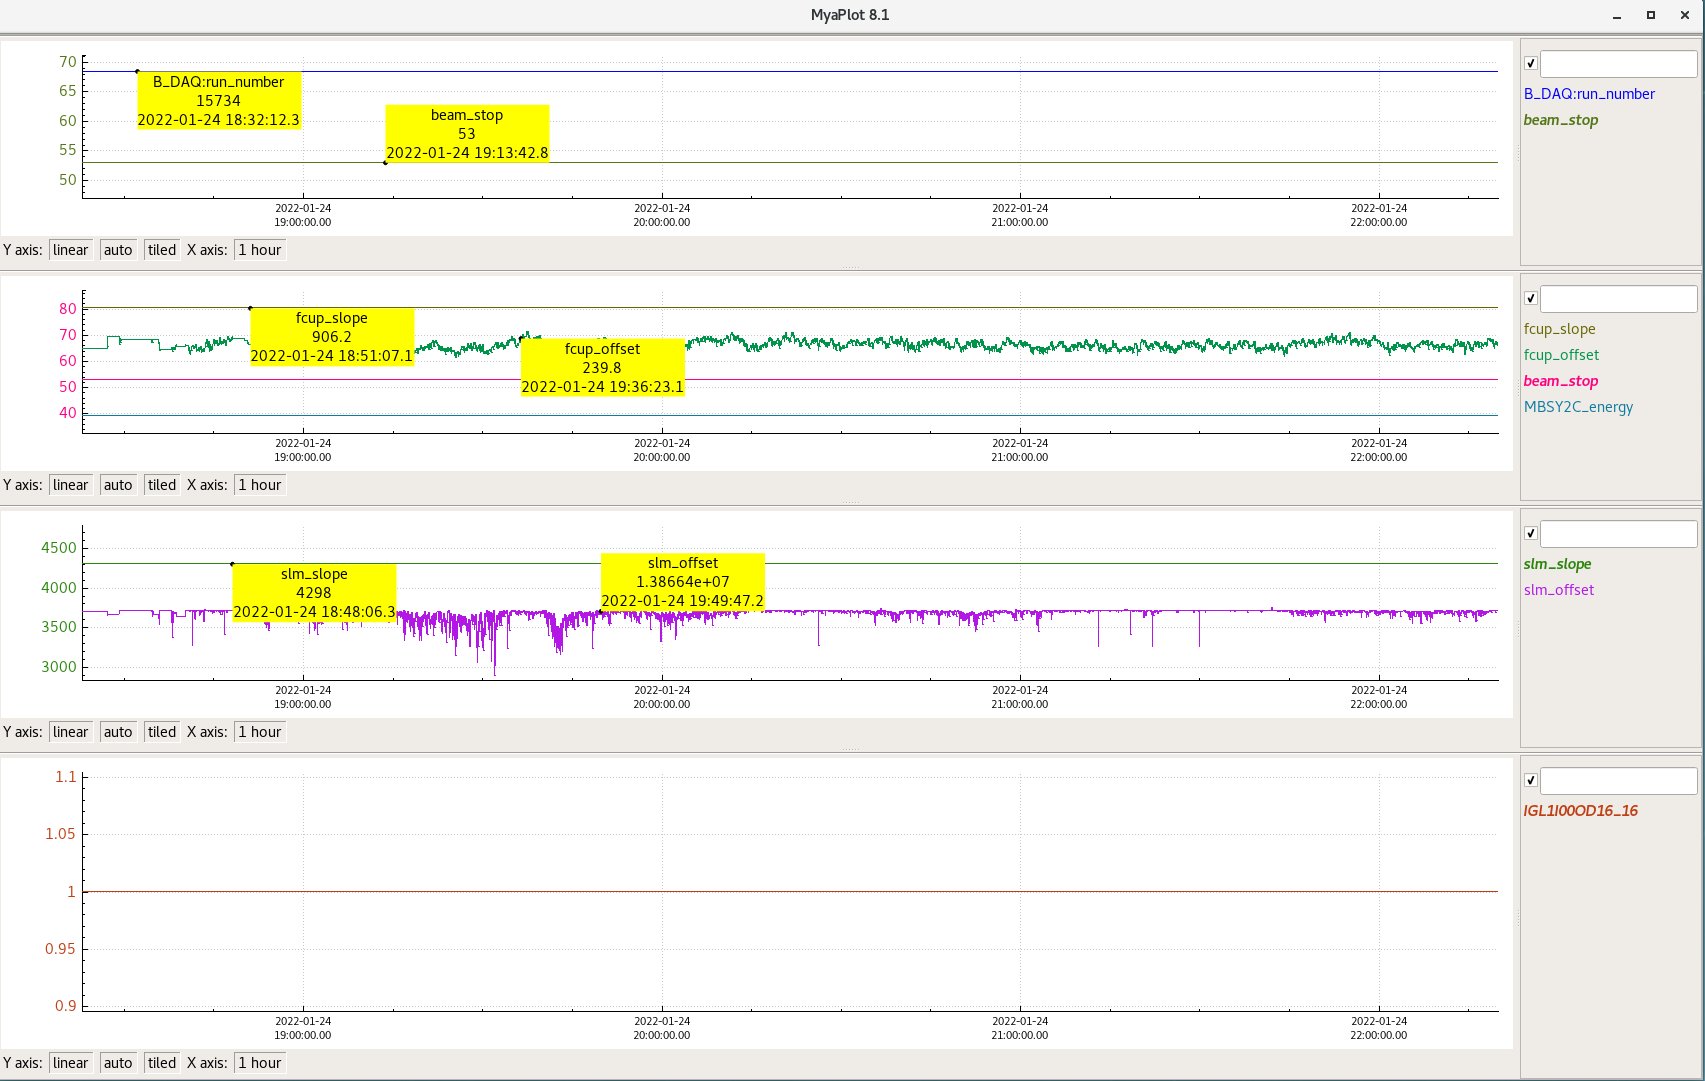 MyaPlot 8.1
70
65
60
55
50
B_DAQ:run_number
15734
2022-01-24 18:32:12.3
beam_stop
53
2022-01-24 19:13:42.8
2022-01-24 2022-01-24 2022-01-24 2022-01-24
19:00:00.00 20:00:00.00 21:00:00.00 22:00:00.00
Y axis: linear auto tiled X axis: 1 hour
B_DAQ:run_number
beam_stop
80
70
60
50
40
fcup_slope
906.2
2022-01-24 18:51:07.1
fcup_offset
239.8
2022-01-24 19:36:23.1
2022-01-24 2022-01-24 2022-01-24 2022-01-24
19:00:00.00 20:00:00.00 21:00:00.00 22:00:00.00
Y axis: linear auto tiled X axis: 1 hour
fcup_slope
fcup_offset
beam_stop
MBSY2C_energy
4500
4000
3500
3000
slm_slope
4298
2022-01-24 18:48:06.3
slm_offset
1.38664e+07
2022-01-24 19:49:47.2
2022-01-24 2022-01-24 2022-01-24 2022-01-24
19:00:00.00 20:00:00.00 21:00:00.00 22:00:00.00
Y axis: linear auto tiled X axis: 1 hour
slm_slope
slm_offset
1.1
1.05
1
0.95
0.9
2022-01-24 2022-01-24 2022-01-24 2022-01-24
19:00:00.00 20:00:00.00 21:00:00.00 22:00:00.00
Y axis: linear auto tiled X axis: 1 hour
IGL1I00OD16_16